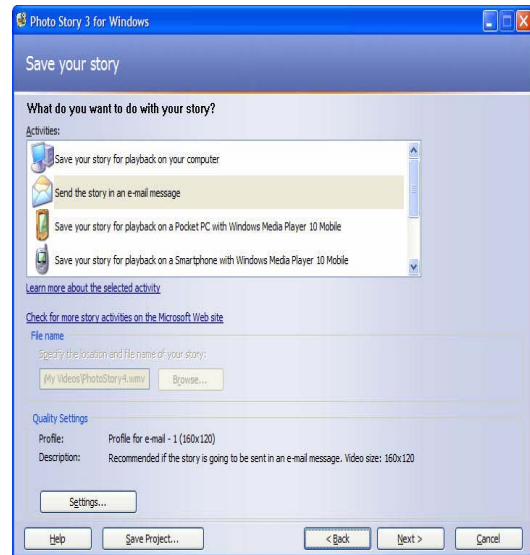 Photo Story 3 for Windows
Save your story
What do you want to do with your story?
Activities:
Save your story for playback on your computer
Send the story in an e-mail message
Save your story for playback on a Pocket PC with Windows Media Player 10 Mobile
Save your story for playback on a Smartphone with Windows Media Player 10 Mobile
Learn more about the selected activity
Check for more story activities on the Microsoft Web site
File name
Specify the location and file name of your story:
\My Videos\PhotoStory4.wmv Browse...
Quality Settings
Profile: Profile for e-mail - 1 (160x120)
Description: Recommended if the story is going to be sent in an e-mail message. Video size: 160x120
Settings...
Help Save Project... < Back Next > Cancel